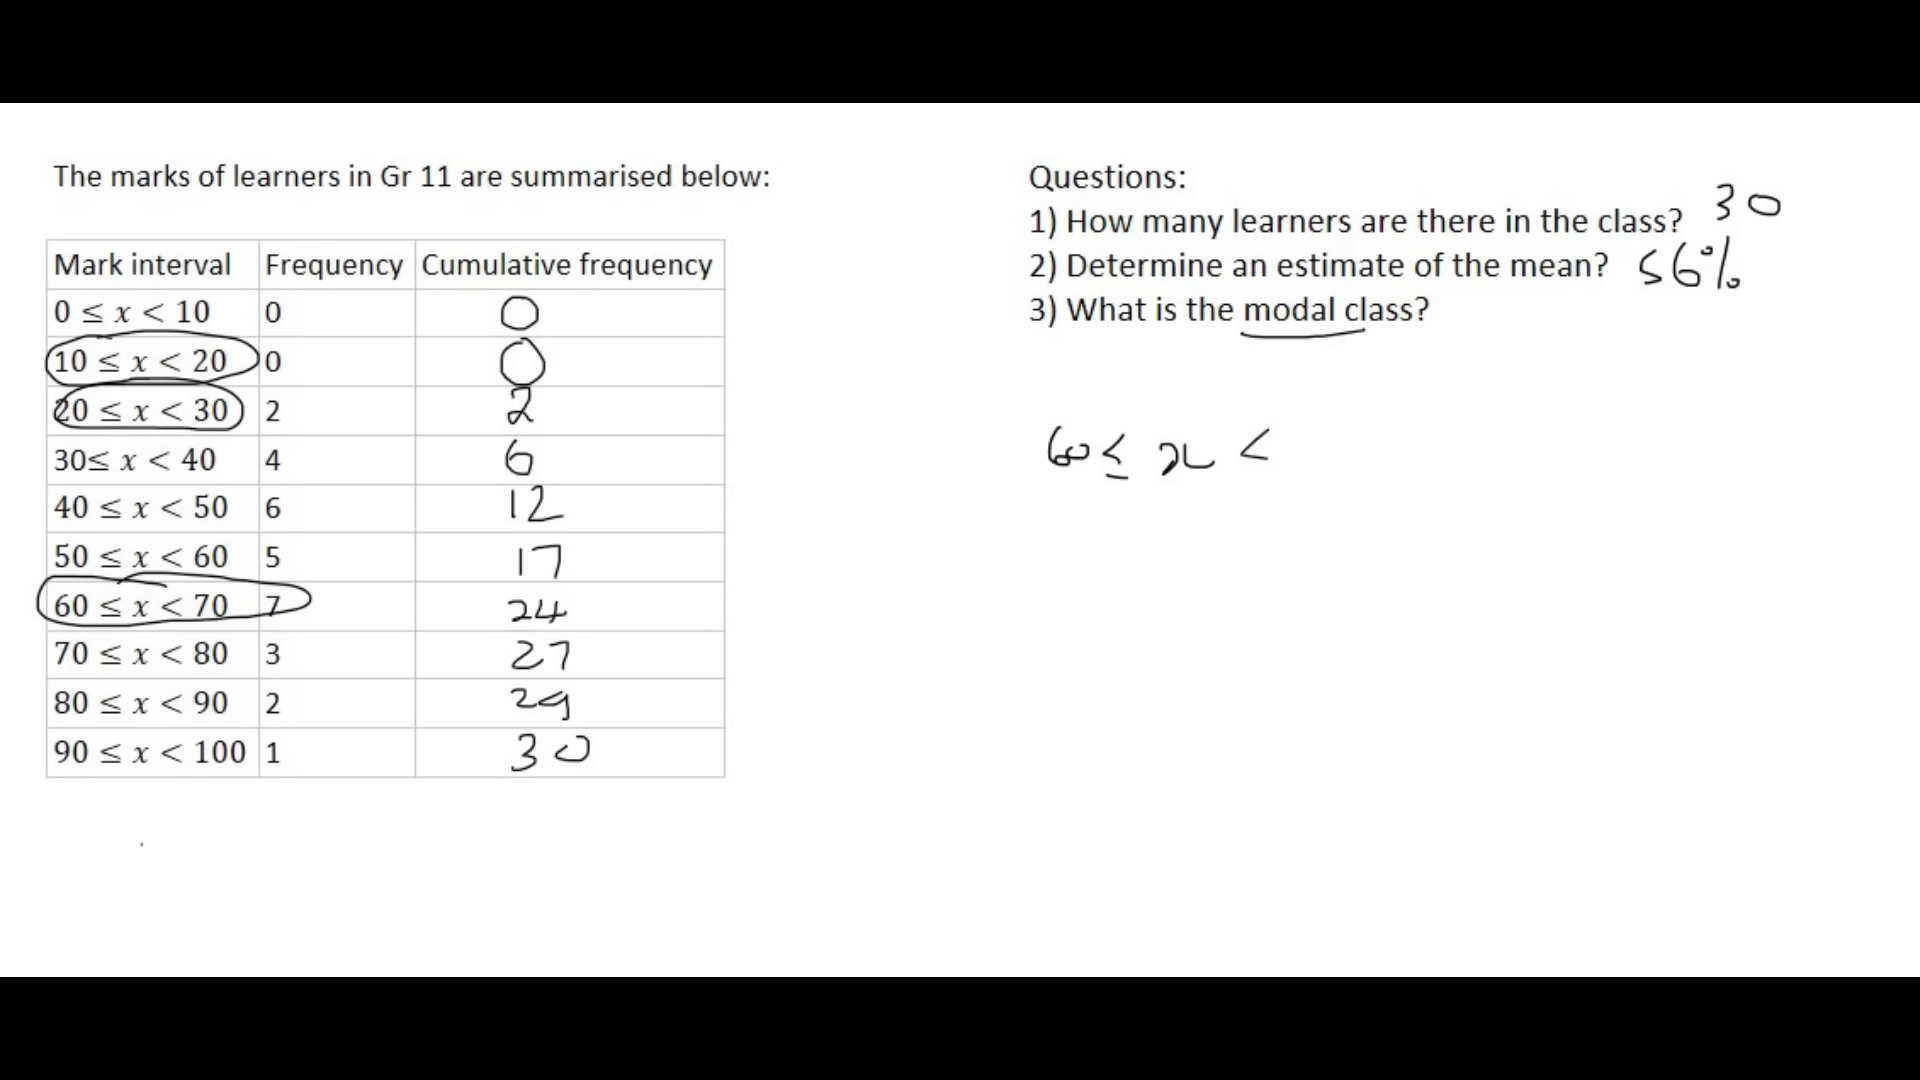 The marks of learners in Gr 11 are summarised below:
Mark interval Frequency Cumulative frequency
0 ≤ x < 10 0 0
10 ≤ x < 20 0 0
20 ≤ x < 30 2 2
30≤ x < 40 4 6
40 ≤ x < 50 6 12
50 ≤ x < 60 5 17
60 ≤ x < 70 7 24
70 ≤ x < 80 3 27
80 ≤ x < 90 2 29
90 ≤ x < 100 1 30
Questions:
1) How many learners are there in the class? 30
2) Determine an estimate of the mean? 56%
3) What is the modal class?
60 ≤ x <